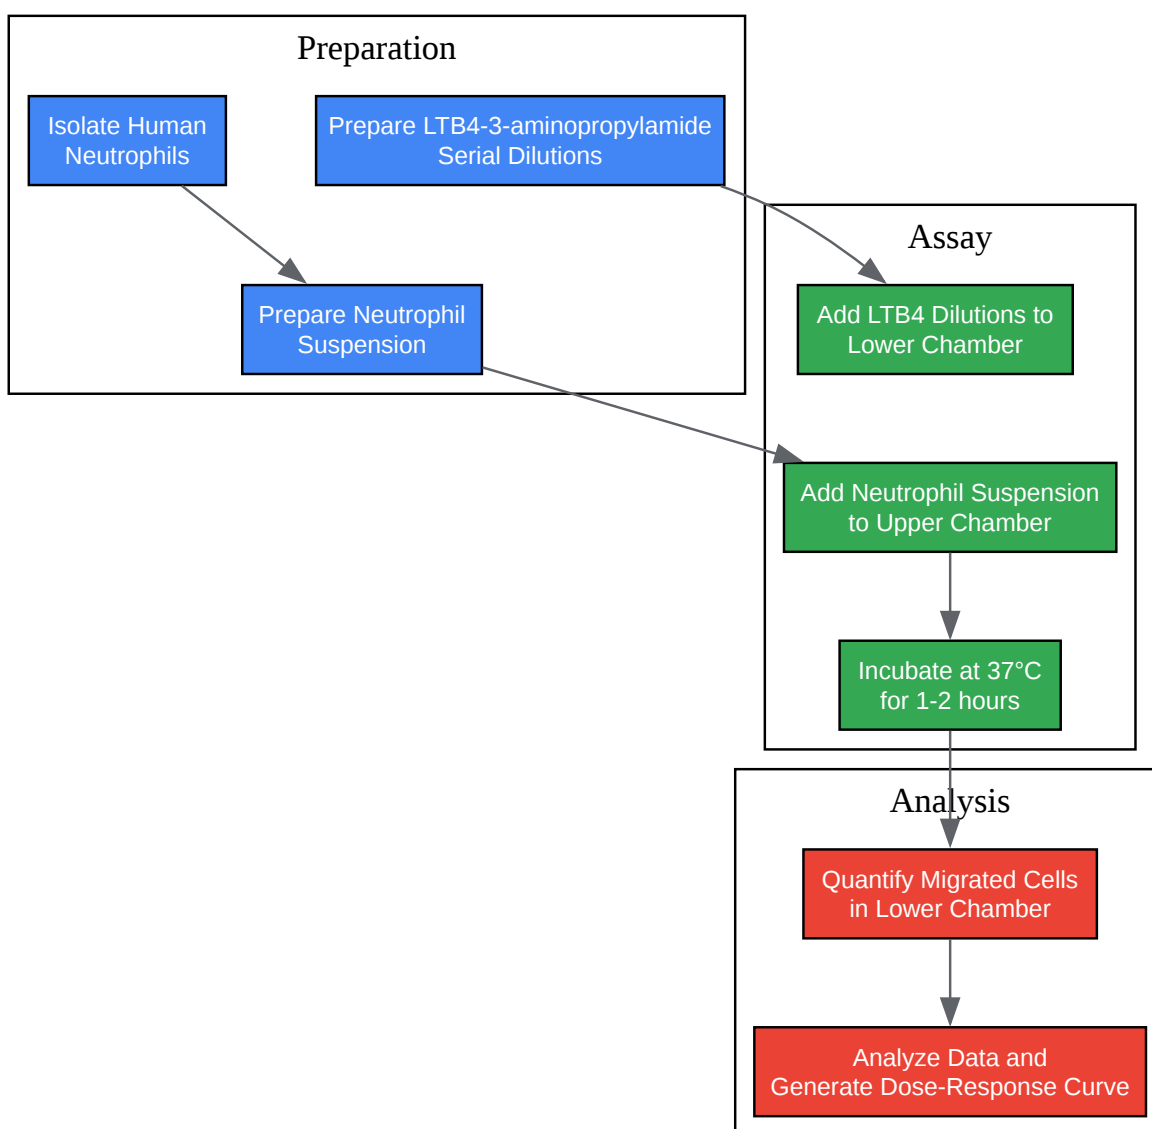 Preparation
Isolate Human
Neutrophils
Prepare LTB4-3-aminopropylamide
Serial Dilutions
Prepare Neutrophil
Suspension
Assay
Add LTB4 Dilutions to
Lower Chamber
Add Neutrophil Suspension
to Upper Chamber
Incubate at 37°C
for 1-2 hours
Analysis
Quantify Migrated Cells
in Lower Chamber
Analyze Data and
Generate Dose-Response Curve